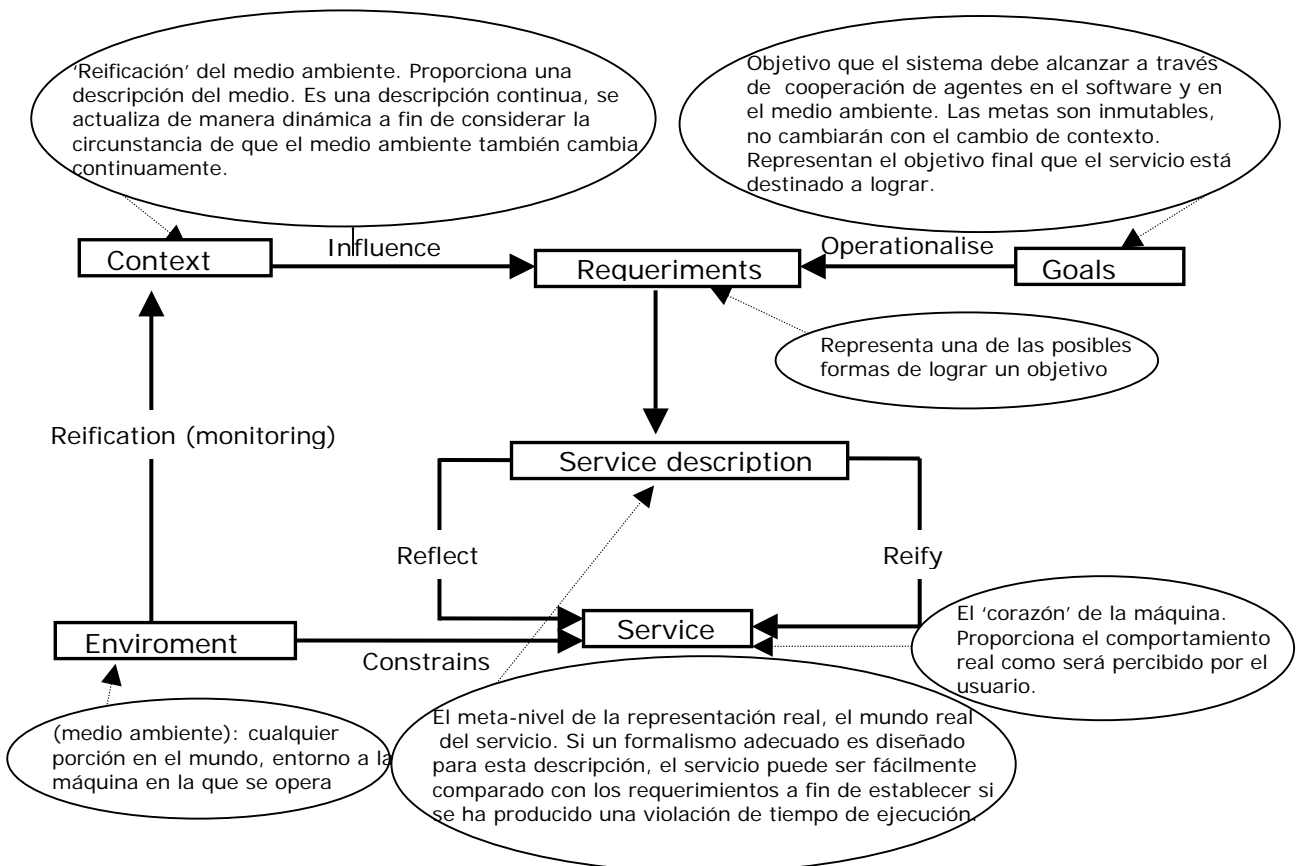 'Reificación' del medio ambiente. Proporciona una
descripción del medio. Es una descripción continua, se
actualiza de manera dinámica a fin de considerar la
circunstancia de que el medio ambiente también cambia
continuamente.
Objetivo que el sistema debe alcanzar a través
de cooperación de agentes en el software y en
el medio ambiente. Las metas son inmutables,
no cambiarán con el cambio de contexto.
Representan el objetivo final que el servicio está
destinado a lograr.
Context
Influence
Requeriments
Operationalise
Goals
Representa una de las posibles
formas de lograr un objetivo
Reification (monitoring)
Service description
Reflect
Reify
Enviroment
Constrains
Service
El 'corazón' de la máquina.
Proporciona el comportamiento
real como será percibido por el
usuario.
(medio ambiente): cualquier
porción en el mundo, entorno a la
máquina en la que se opera
El meta-nivel de la representación real, el mundo real
del servicio. Si un formalismo adecuado es diseñado
para esta descripción, el servicio puede ser fácilmente
comparado con los requerimientos a fin de establecer si
se ha producido una violación de tiempo de ejecución.